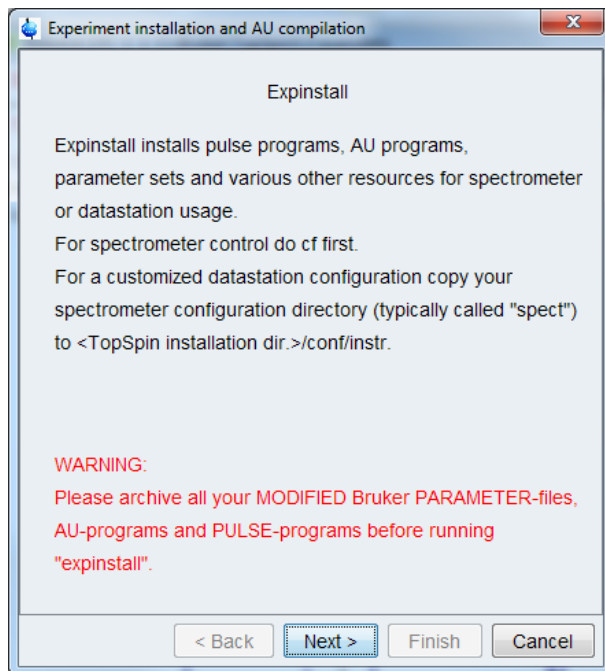 Experiment installation and AU compilation
Expinstall
Expinstall installs pulse programs, AU programs,
parameter sets and various other resources for spectrometer
or datastation usage.
For spectrometer control do cf first.
For a customized datastation configuration copy your
spectrometer configuration directory (typically called "spect")
to <TopSpin installation dir.>/conf/instr.
WARNING:
Please archive all your MODIFIED Bruker PARAMETER-files,
AU-programs and PULSE-programs before running
"expinstall".
< Back Next > Finish Cancel